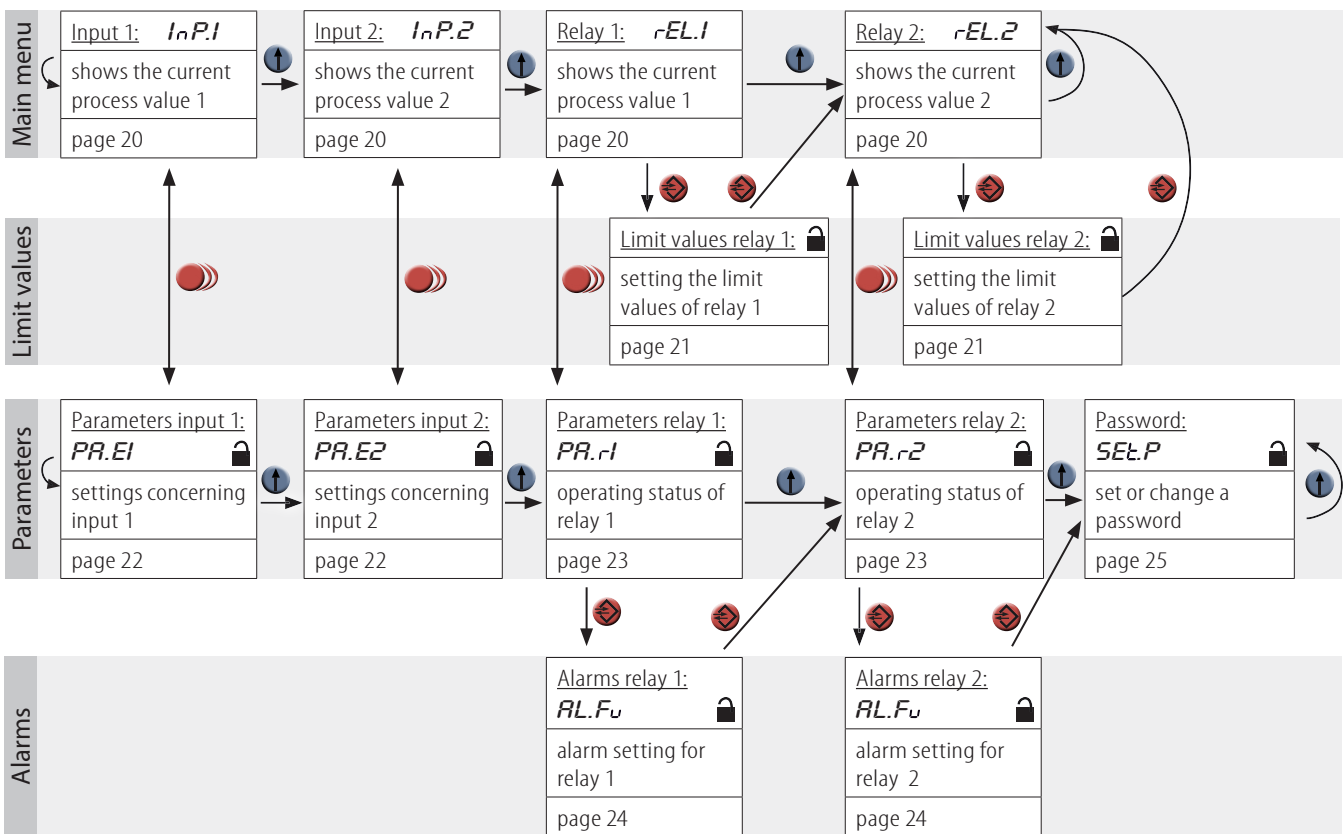 Main menu
Input 1: InP.1
shows the current
process value 1
page 20
Input 2: InP.2
shows the current
process value 2
page 20
Relay 1: rEL.1
shows the current
process value 1
page 20
Relay 2: rEL.2
shows the current
process value 2
page 20
Limit values
Limit values relay 1:
setting the limit
values of relay 1
page 21
Limit values relay 2:
setting the limit
values of relay 2
page 21
Parameters
Parameters input 1:
PA.E1
settings concerning
input 1
page 22
Parameters input 2:
PA.E2
settings concerning
input 2
page 22
Parameters relay 1:
PA.r1
operating status of
relay 1
page 23
Parameters relay 2:
PA.r2
operating status of
relay 2
page 23
Password:
SEt.P
set or change a
password
page 25
Alarms
Alarms relay 1:
AL.Fu
alarm setting for
relay 1
page 24
Alarms relay 2:
AL.Fu
alarm setting for
relay 2
page 24